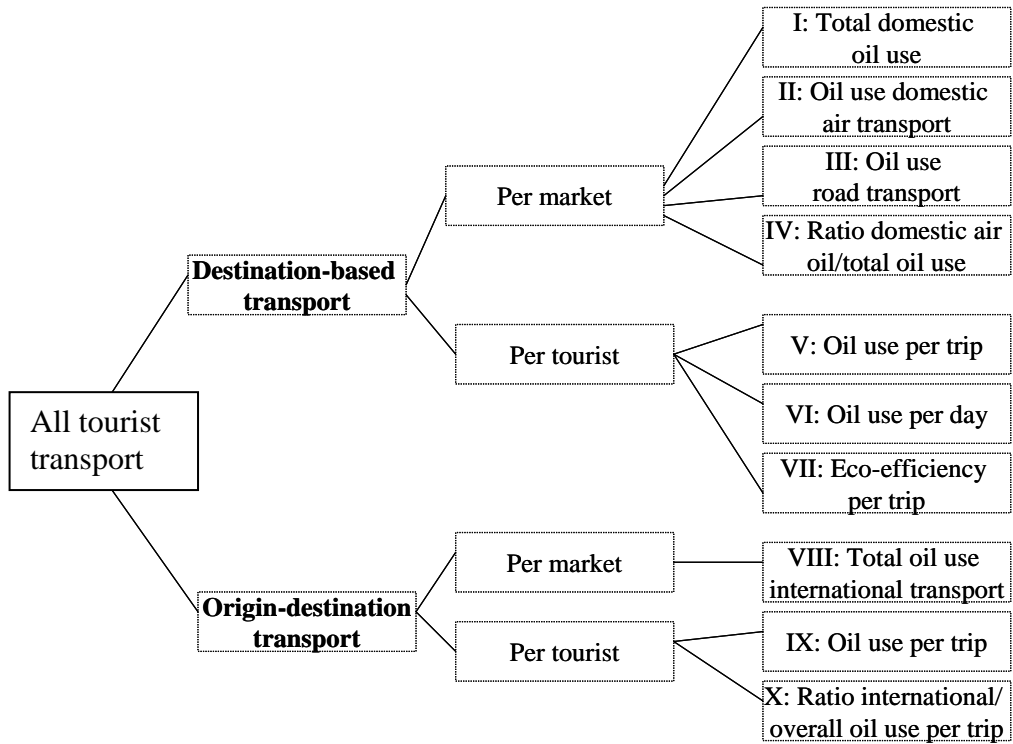 All tourist
transport
Destination-based
transport
Per market
I: Total domestic
oil use
II: Oil use domestic
air transport
III: Oil use
road transport
IV: Ratio domestic air
oil/total oil use
Per tourist
V: Oil use per trip
VI: Oil use per day
VII: Eco-efficiency
per trip
Origin-destination
transport
Per market
VIII: Total oil use
international transport
Per tourist
IX: Oil use per trip
X: Ratio international/
overall oil use per trip